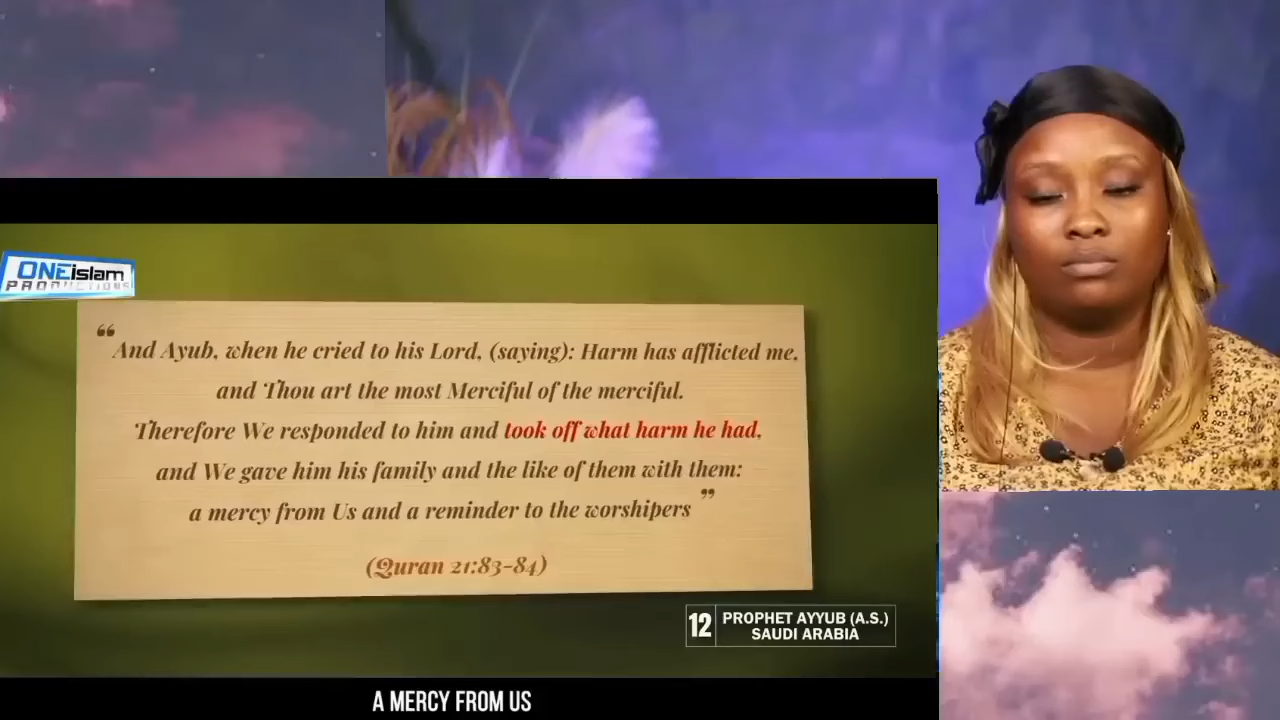 ONEislam
PRODUCTIONS
“And Ayub, when he cried to his Lord, (saying): Harm has afflicted me,
and Thou art the most Merciful of the merciful.
Therefore We responded to him and took off what harm he had,
and We gave him his family and the like of them with them:
a mercy from Us and a reminder to the worshipers”
(Quran 21:83-84)
12
PROPHET AYYUB (A.S.)
SAUDI ARABIA
A MERCY FROM US